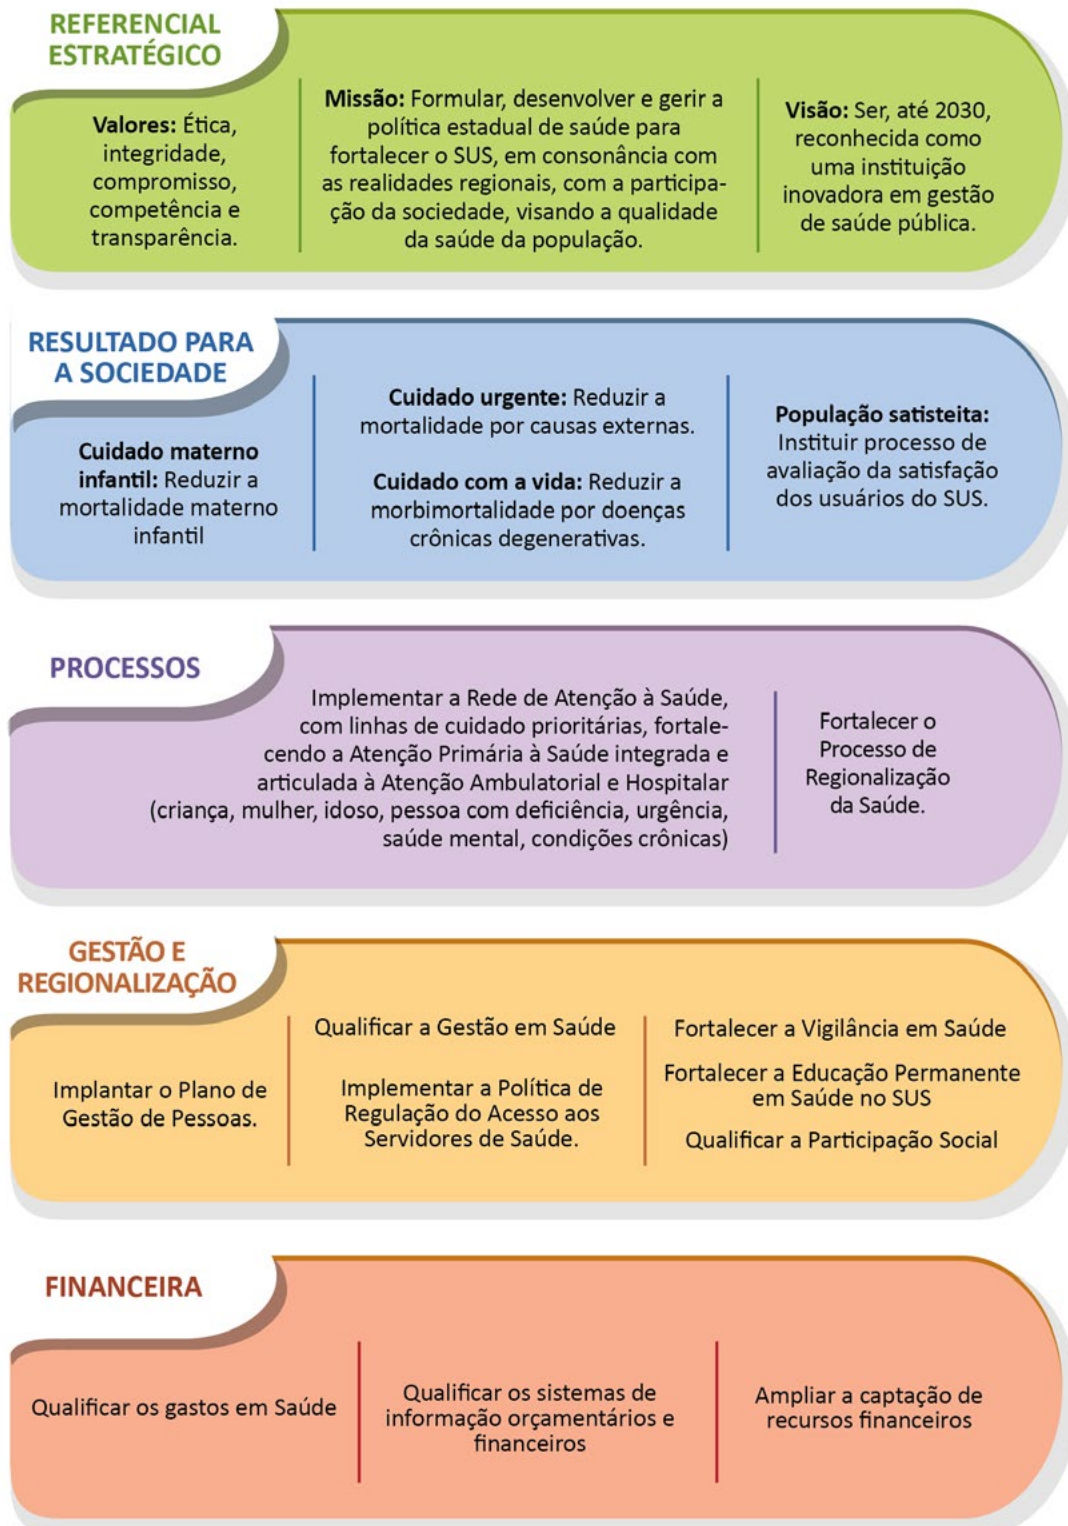 REFERENCIAL
ESTRATÉGICO
Valores: Ética,
integridade,
compromisso,
competência e
transparência.
Missão: Formular, desenvolver e gerir a
política estadual de saúde para
fortalecer o SUS, em consonância com
as realidades regionais, com a participa-
ção da sociedade, visando a qualidade
da saúde da população.
Visão: Ser, até 2030,
reconhecida como
uma instituição
inovadora em gestão
de saúde pública.
RESULTADO PARA
A SOCIEDADE
Cuidado materno
infantil: Reduzir a
mortalidade materno
infantil
Cuidado urgente: Reduzir a
mortalidade por causas externas.
Cuidado com a vida: Reduzir a
morbimortalidade por doenças
crônicas degenerativas.
População satisteita:
Instituir processo de
avaliação da satisfação
dos usuários do SUS.
PROCESSOS
Implementar a Rede de Atenção à Saúde,
com linhas de cuidado prioritárias, fortale-
cendo a Atenção Primária à Saúde integrada e
articulada à Atenção Ambulatorial e Hospitalar
(criança, mulher, idoso, pessoa com deficiência, urgência,
saúde mental, condições crônicas)
Fortalecer o
Processo de
Regionalização
da Saúde.
GESTÃO E
REGIONALIZAÇÃO
Implantar o Plano de
Gestão de Pessoas.
Qualificar a Gestão em Saúde
Implementar a Política de
Regulação do Acesso aos
Servidores de Saúde.
Fortalecer a Vigilância em Saúde
Fortalecer a Educação Permanente
em Saúde no SUS
Qualificar a Participação Social
FINANCEIRA
Qualificar os gastos em Saúde
Qualificar os sistemas de
informação orçamentários e
financeiros
Ampliar a captação de
recursos financeiros